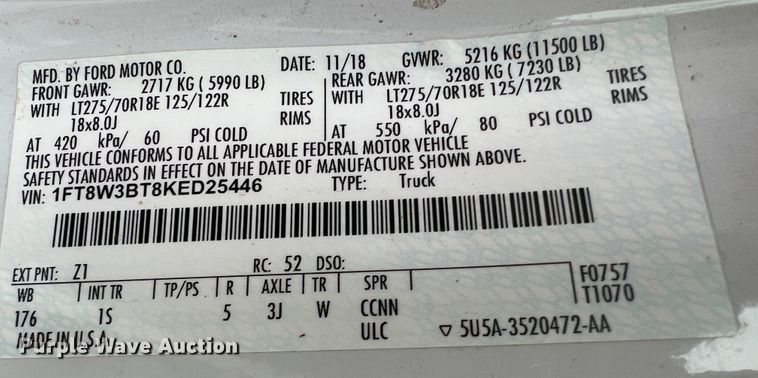 MFD. BY FORD MOTOR CO. DATE: 11/18 GVWR: 5216 KG (11500 LB)
FRONT GAWR: 2717 KG ( 5990 LB) REAR GAWR: 3280 KG ( 7230 LB)
WITH LT275/70R18E 125/122R TIRES WITH LT275/70R18E 125/122R TIRES
18x8.0J RIMS 18x8.0J RIMS
AT 420 kPa/ 60 PSI COLD AT 550 kPa/ 80 PSI COLD
THIS VEHICLE CONFORMS TO ALL APPLICABLE FEDERAL MOTOR VEHICLE
SAFETY STANDARDS IN EFFECT ON THE DATE OF MANUFACTURE SHOWN ABOVE.
VIN: 1FT8W3BT8KED25446 TYPE: Truck
EXT PNT: Z1 RC: 52 DSO: F0757
WB INT TR TP/PS R AXLE TR SPR T1070
176 1S 5 3J W CCNN
MADE IN U.S.A. ULC ▽ 5U5A-3520472-AA
Purple Wave Auction